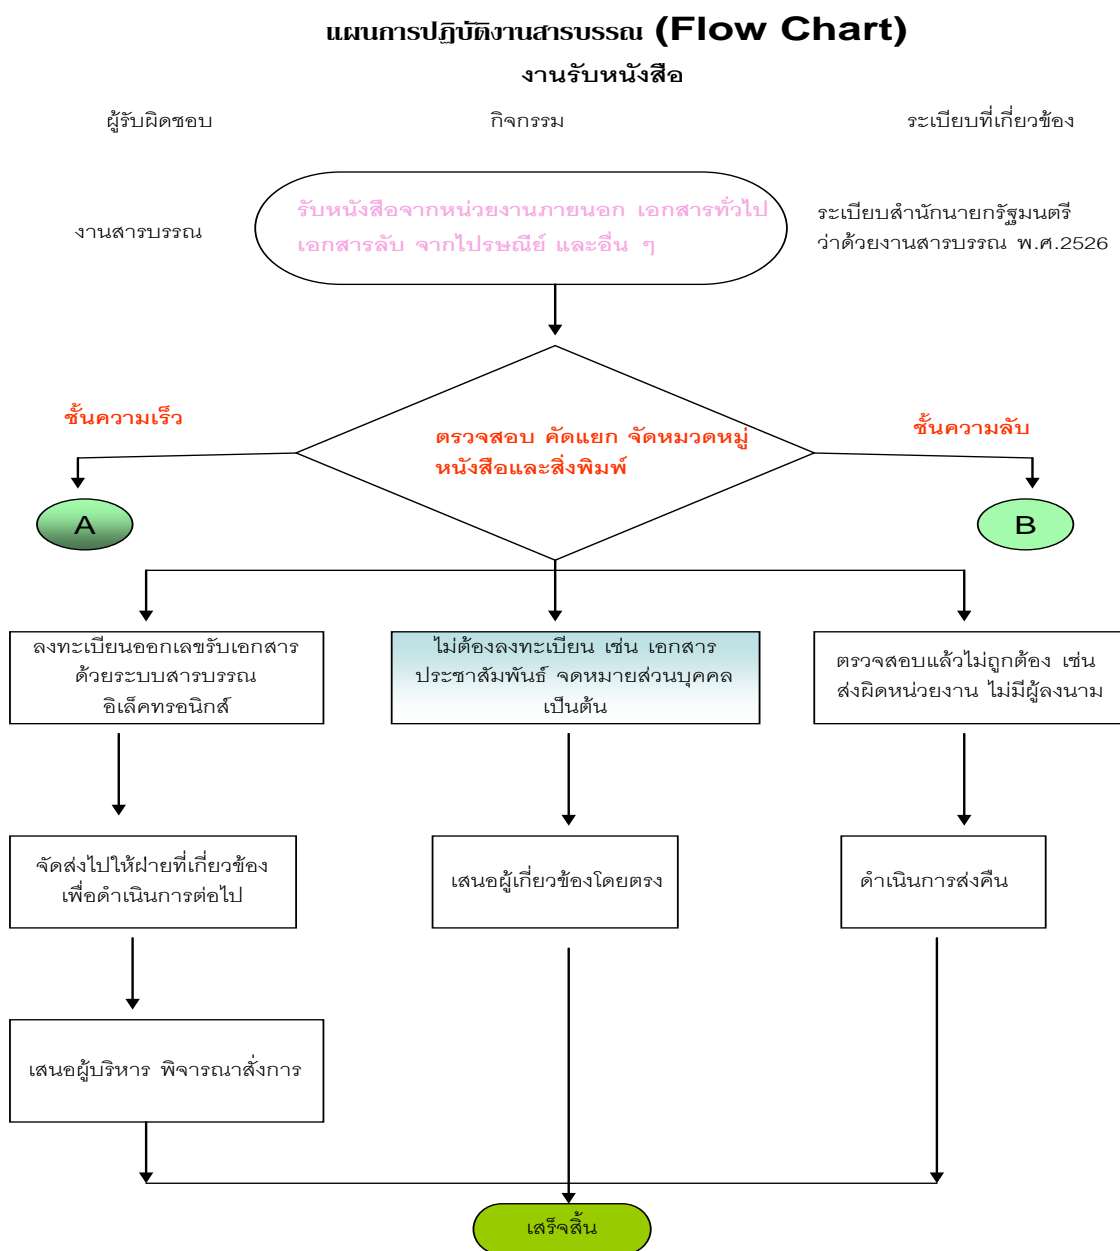 แผนการปฏิบัติงานสารบรรณ (Flow Chart)
งานรับหนังสือ
ผู้รับผิดชอบ
กิจกรรม
ระเบียบที่เกี่ยวข้อง
งานสารบรรณ
รับหนังสือจากหน่วยงานภายนอก เอกสารทั่วไป
เอกสารลับ จากไปรษณีย์ และอื่น ๆ
ระเบียบสำนักนายกรัฐมนตรี
ว่าด้วยงานสารบรรณ พ.ศ.2526
ชั้นความเร็ว
ตรวจสอบ คัดแยก จัดหมวดหมู่
หนังสือและสิ่งพิมพ์
ชั้นความลับ
A
B
ลงทะเบียนออกเลขรับเอกสาร
ด้วยระบบสารบรรณ
อิเล็คทรอนิกส์
ไม่ต้องลงทะเบียน เช่น เอกสาร
ประชาสัมพันธ์ จดหมายส่วนบุคคล
เป็นต้น
ตรวจสอบแล้วไม่ถูกต้อง เช่น
ส่งผิดหน่วยงาน ไม่มีผู้ลงนาม
จัดส่งไปให้ฝ่ายที่เกี่ยวข้อง
เพื่อดำเนินการต่อไป
เสนอผู้เกี่ยวข้องโดยตรง
ดำเนินการส่งคืน
เสนอผู้บริหาร พิจารณาสั่งการ
เสร็จสิ้น